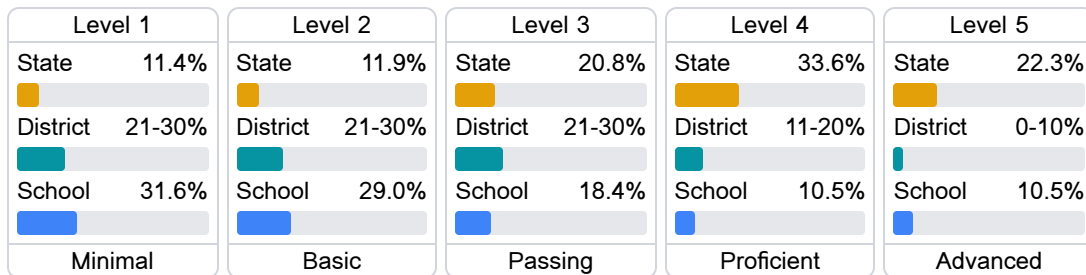 Level 1
State 11.4%
District 21-30%
School 31.6%
Minimal
Level 2
State 11.9%
District 21-30%
School 29.0%
Basic
Level 3
State 20.8%
District 21-30%
School 18.4%
Passing
Level 4
State 33.6%
District 11-20%
School 10.5%
Proficient
Level 5
State 22.3%
District 0-10%
School 10.5%
Advanced